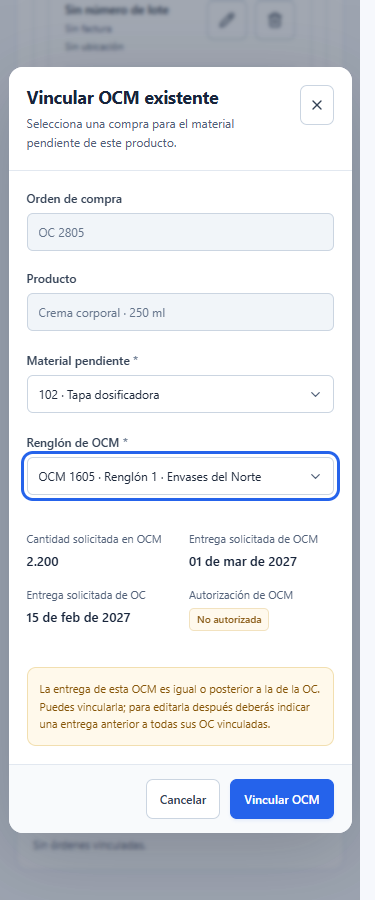 Sin número de lote
Sin factura
Sin ubicación
Vincular OCM existente
Selecciona una compra para el material
pendiente de este producto.
Orden de compra
OC 2805
Producto
Crema corporal · 250 ml
Material pendiente *
102 · Tapa dosificadora
Renglón de OCM *
OCM 1605 · Renglón 1 · Envases del Norte
Cantidad solicitada en OCM
2.200
Entrega solicitada de OCM
01 de mar de 2027
Entrega solicitada de OC
15 de feb de 2027
Autorización de OCM
No autorizada
La entrega de esta OCM es igual o posterior a la de la OC.
Puedes vincularla; para editarla después deberás indicar
una entrega anterior a todas sus OC vinculadas.
Cancelar
Vincular OCM
Sin órdenes vinculadas.